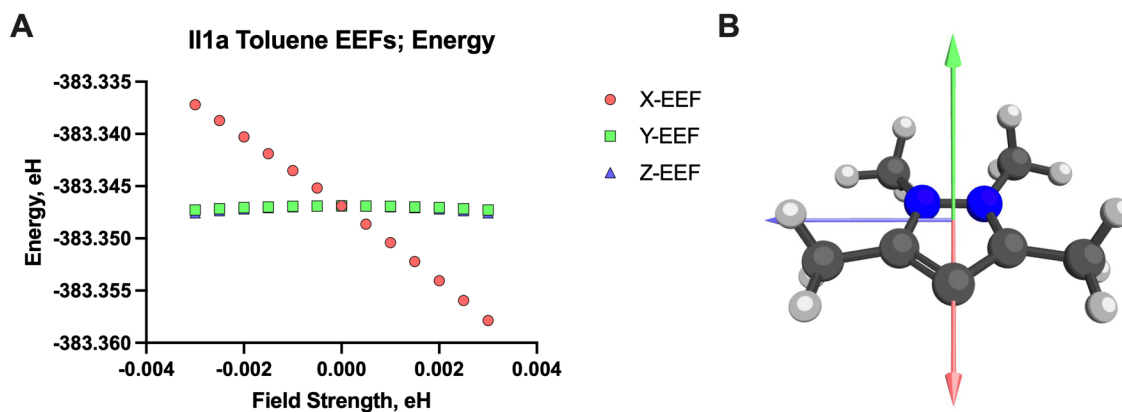 A
II1a Toluene EEFs; Energy
Energy, eH
-383.335
-383.340
-383.345
-383.350
-383.355
-383.360
-0.004
-0.002
0.000
0.002
0.004
Field Strength, eH
X-EEF
Y-EEF
Z-EEF
B